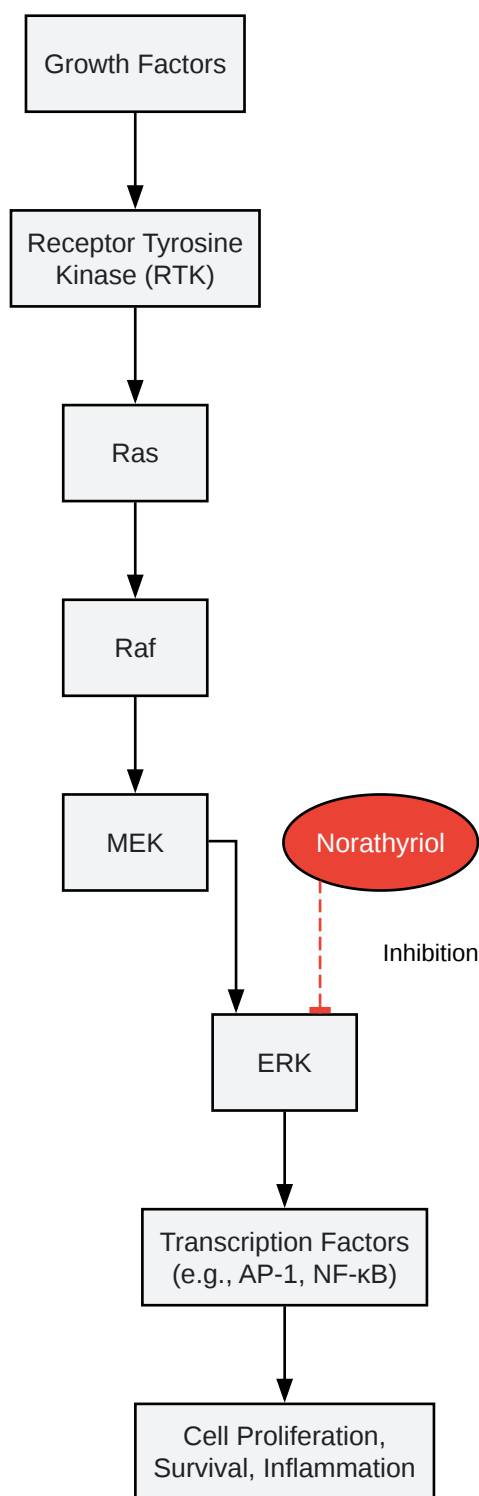 Growth Factors
Receptor Tyrosine
Kinase (RTK)
Ras
Raf
MEK
Norathyriol
Inhibition
ERK
Transcription Factors
(e.g., AP-1, NF-κB)
Cell Proliferation,
Survival, Inflammation